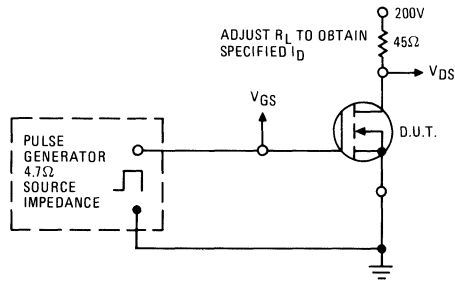 200V
ADJUST RL TO OBTAIN
SPECIFIED ID
45Ω
VDS
VGS
D.U.T.
PULSE
GENERATOR
4.7Ω
SOURCE
IMPEDANCE